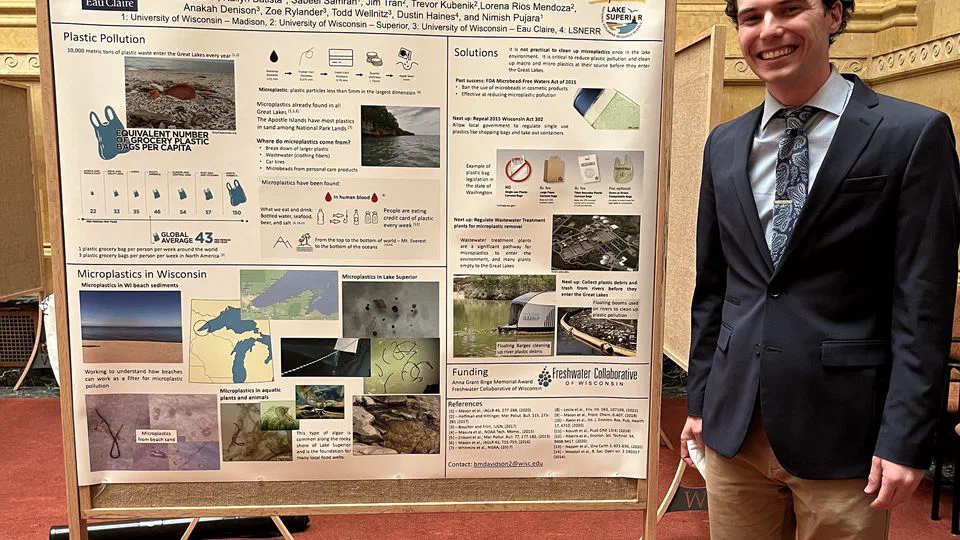 Eau Claire
Sabeel Samrah¹, Jim Tran², Trevor Kubenik²,Lorena Rios Mendoza²,
Anakah Denison³, Zoe Rylander³, Todd Wellnitz³, Dustin Haines⁴, and Nimish Pujara¹
1: University of Wisconsin – Madison, 2: University of Wisconsin – Superior, 3: University of Wisconsin – Eau Claire, 4: LSNERR
LAKE
SUPERIOR
Plastic Pollution
10,000 metric tons of plastic waste enter the Great Lakes every year
EQUIVALENT NUMBER
OF GROCERY PLASTIC
BAGS PER CAPITA
22 33 35 46 54 57 150
GLOBAL
AVERAGE 43
1 plastic grocery bag per person per week around the world
3 plastic grocery bag per person per week in North America
Microplastic: plastic particles less than 5mm in the largest dimension
Microplastics already found in all
Great Lakes
The Apostle Islands have most plastics
in sand among National Park Lands
Where do microplastics come from?
• Break down of larger plastic
• Wastewater (clothing fibers)
• Car tires
• Microbeads from personal care products
Microplastics have been found:
In human blood
What we eat and drink:
Bottled water, seafood,
beer, and salt
People are eating
credit card of plastic
every week
From the top to bottom of world – Mt. Everest
to the bottom of the oceans
Microplastics in Wisconsin
Microplastics in WI beach sediments
Working to understand how beaches
can work as a filter for microplastic
pollution
Microplastics
from beach sand
Microplastics in Lake Superior
Microplastics in aquatic
plants and animals
This type of algae is
common along the rocky
shore of Lake Superior
and is the foundation for
many local food webs
Solutions
It is not practical to clean up microplastics once in the lake
environment. It is critical to reduce plastic pollution and clean
up macro and micro plastics at their source before they enter
the Great Lakes.
Past success: FDA Microbead-Free Waters Act of 2015
• Ban the use of microbeads in cosmetic products
• Effective at reducing microplastic pollution
Next up: Repeal 2015 Wisconsin Act 302
Allow local government to regulate single use
plastics like shopping bags and take out containers.
Example of
plastic bag
legislation in
the state of
Washington
Next up: Regulate Wastewater Treatment
plants for microplastic removal
Wastewater treatment plants
are a significant pathway for
microplastics to enter the
environment, and many plants
empty to the Great Lakes
Next up: Collect plastic debris and
trash from rivers before they
enter the Great Lakes
Floating booms used
on rivers to clean up
plastic pollution
Floating Barges cleaning
up river plastic debris
Funding
Anna Grant Birge Memorial Award
Freshwater Collaborative of Wisconsin
Freshwater Collaborative
OF WISCONSIN
References
Contact: bmdavidson2@wisc.edu
W